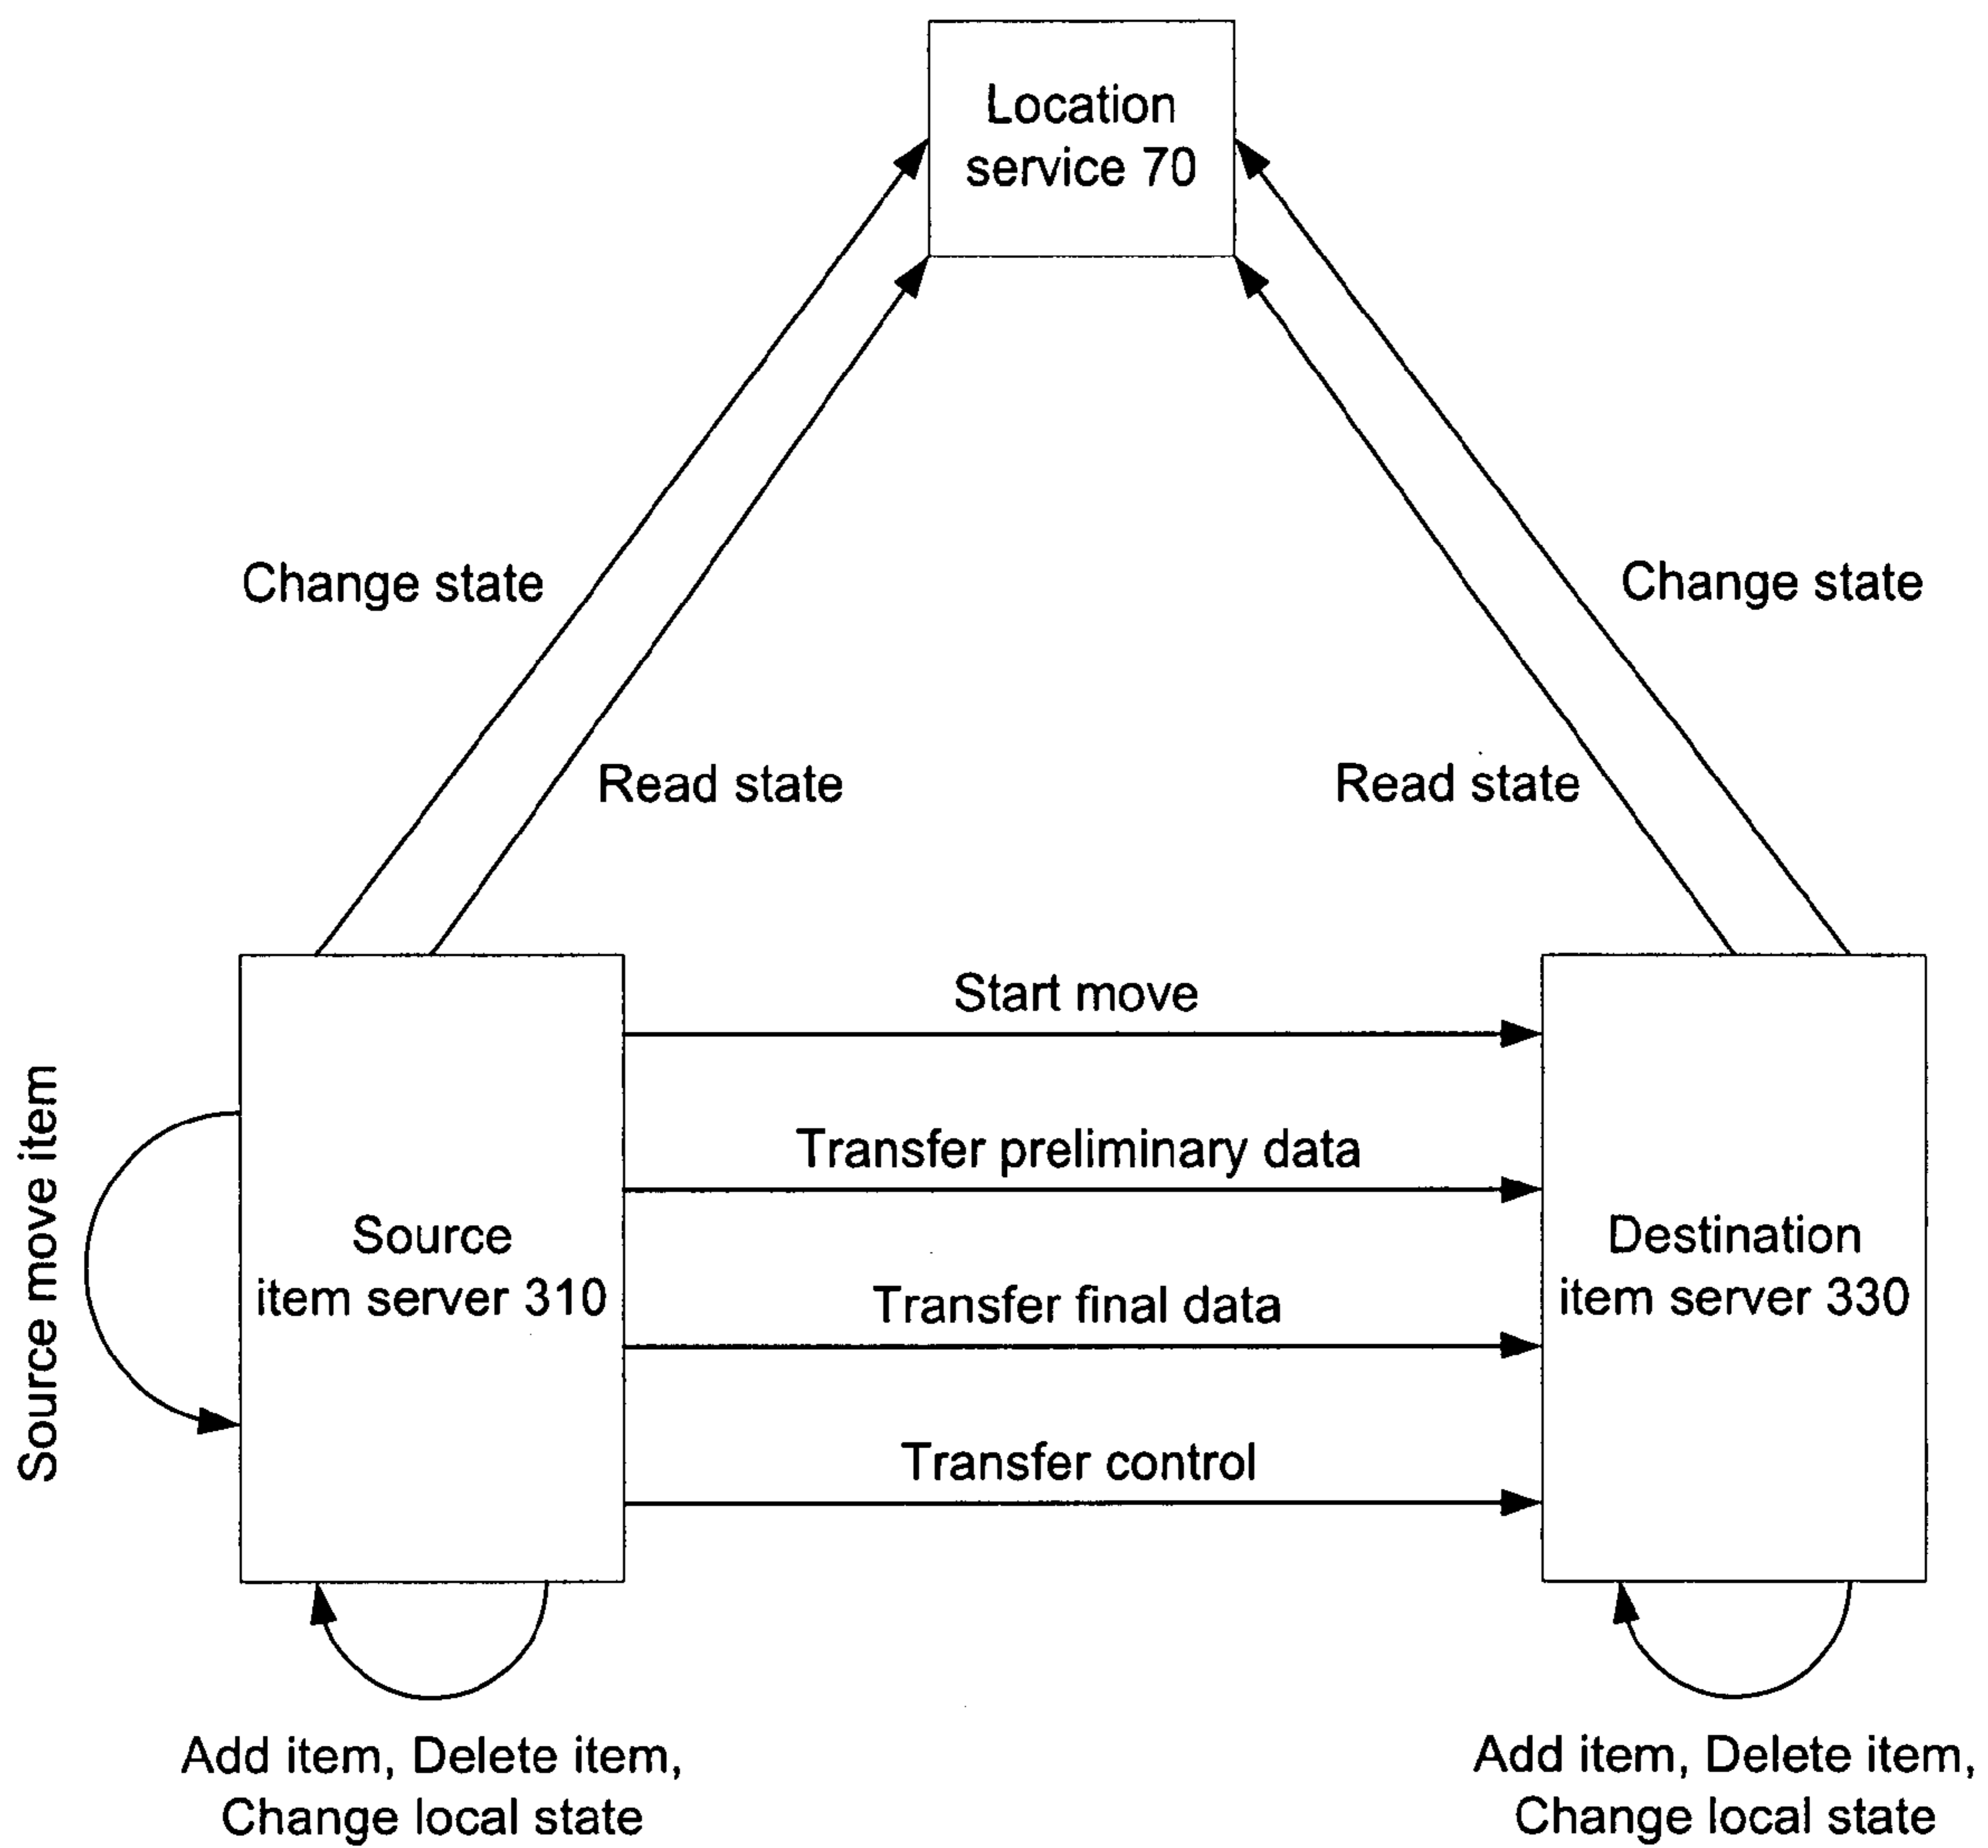 Location
service 70
Change state
Change state
Read state
Read state
Start move
Source move item
Transfer preliminary data
Source
item server 310
Destination
item server 330
Transfer final data
Transfer control
Add item, Delete item,
Change local state
Add item, Delete item,
Change local state